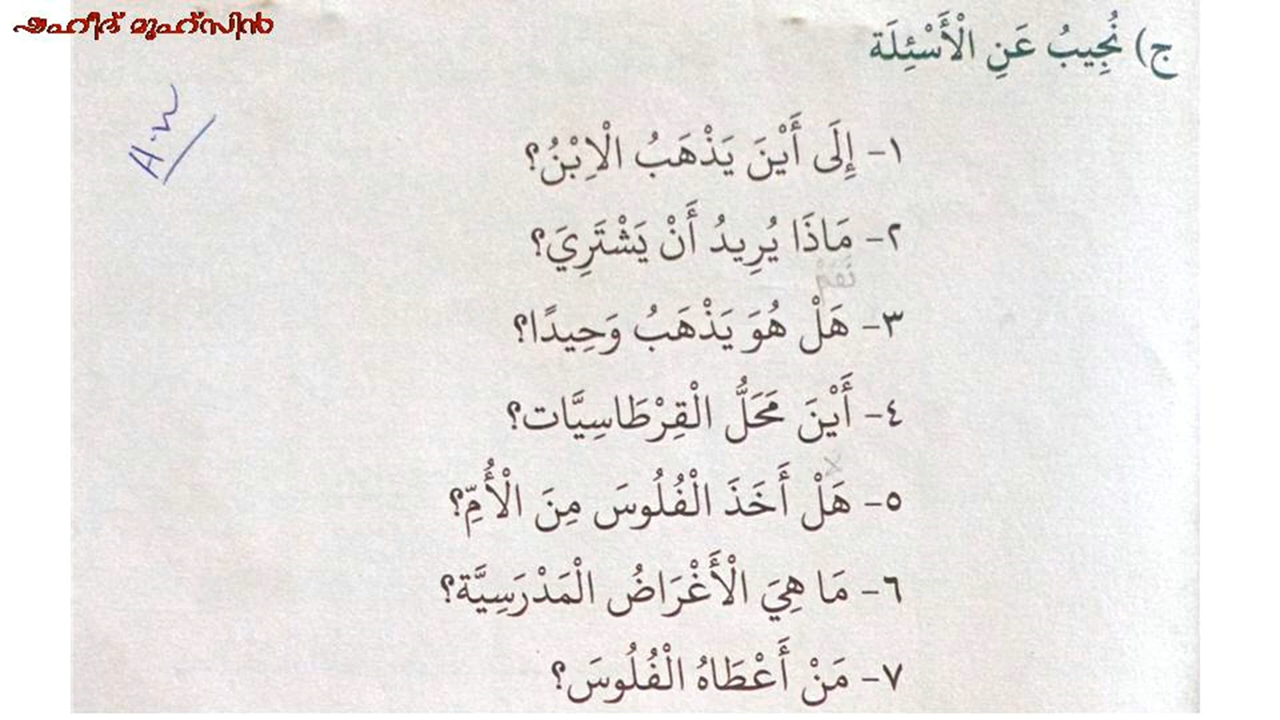 ഷഹീദ് മുഹ്സിൻ
ج) نُجِيبُ عَنِ الْأَسْئِلَة
١- إِلَى أَيْنَ يَذْهَبُ الْاِبْنُ؟
٢- مَاذَا يُرِيدُ أَنْ يَشْتَرِيَ؟
نَعَمْ
٣- هَلْ هُوَ يَذْهَبُ وَحِيدًا؟
٤- أَيْنَ مَحَلُّ الْقِرْطَاسِيَّات؟
٥- هَلْ أَخَذَ الْفُلُوسَ مِنَ الْأُمِّ؟
٦- مَا هِيَ الْأَغْرَاضُ الْمَدْرَسِيَّة؟
٧- مَنْ أَعْطَاهُ الْفُلُوسَ؟